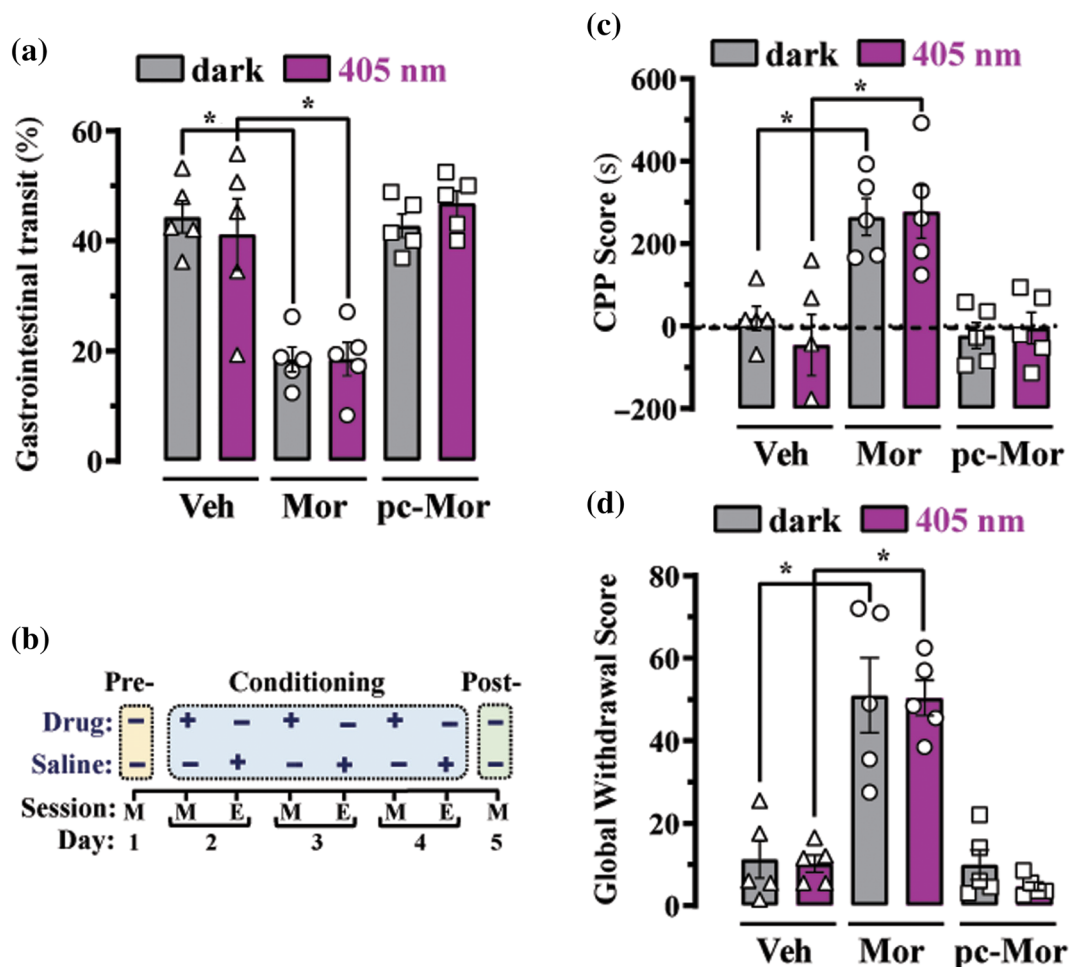 (a)
dark 405 nm
* *
Gastrointestinal transit (%)
60
40
20
0
Veh Mor pc-Mor
(b)
Pre- Conditioning Post-
Drug: − + − + − + − −
Saline: − − + − + − + −
Session: M M E M E M E M
Day: 1 2 3 4 5
(c)
dark 405 nm
* *
CPP Score (s)
600
400
200
0
−200
Veh Mor pc-Mor
(d)
dark 405 nm
* *
Global Withdrawal Score
80
60
40
20
0
Veh Mor pc-Mor